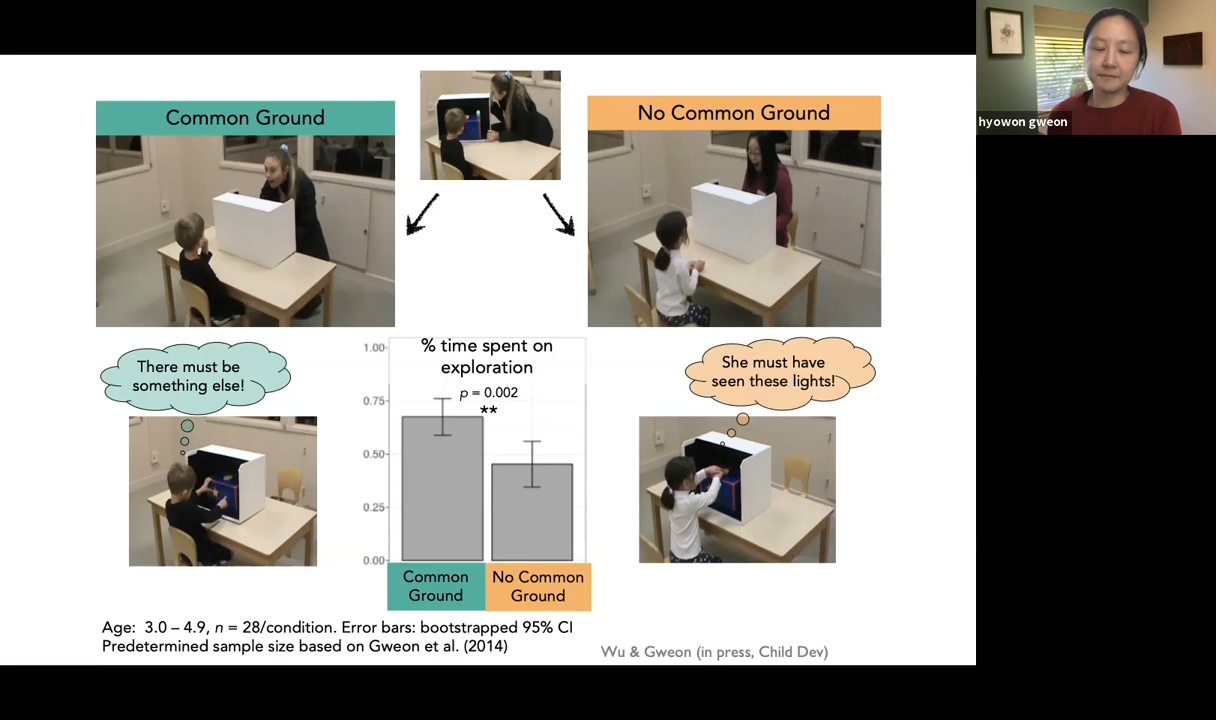 hyowon gweon
Common Ground
No Common Ground
There must be
something else!
% time spent on
exploration
p = 0.002
**
1.00
0.75
0.50
0.25
0.00
Common
Ground
No Common
Ground
She must have
seen these lights!
Age: 3.0 – 4.9, n = 28/condition. Error bars: bootstrapped 95% CI
Predetermined sample size based on Gweon et al. (2014)
Wu & Gweon (in press, Child Dev)